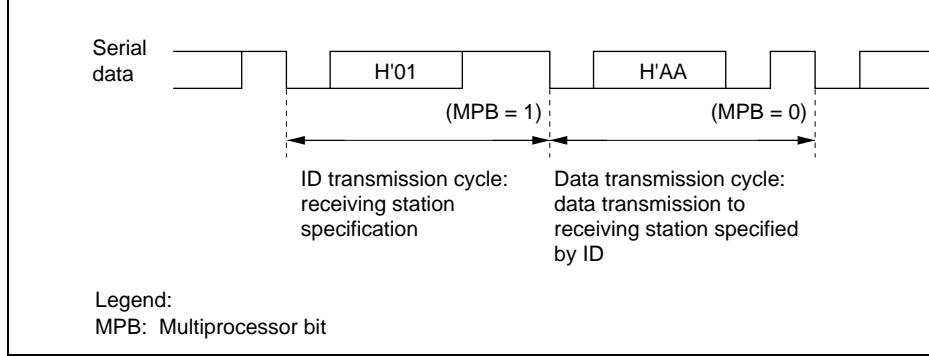 Serial
data
H'01
H'AA
(MPB = 1)
(MPB = 0)
ID transmission cycle:
receiving station
specification
Data transmission cycle:
data transmission to
receiving station specified
by ID
Legend:
MPB: Multiprocessor bit